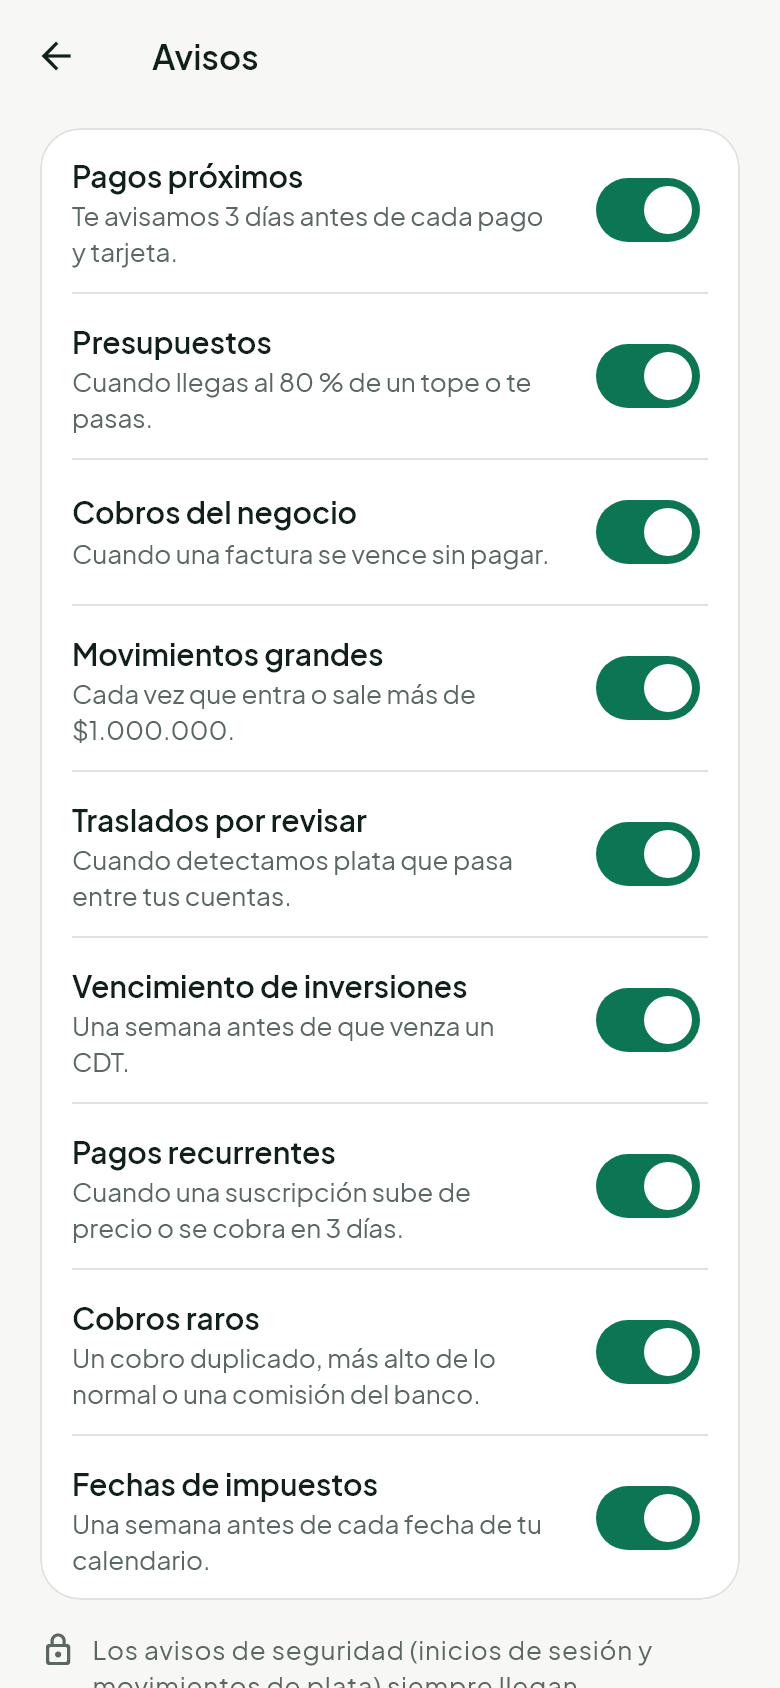 Avisos
Pagos próximos
Te avisamos 3 días antes de cada pago
y tarjeta.
Presupuestos
Cuando llegas al 80 % de un tope o te
pasas.
Cobros del negocio
Cuando una factura se vence sin pagar.
Movimientos grandes
Cada vez que entra o sale más de
$1.000.000.
Traslados por revisar
Cuando detectamos plata que pasa
entre tus cuentas.
Vencimiento de inversiones
Una semana antes de que venza un
CDT.
Pagos recurrentes
Cuando una suscripción sube de
precio o se cobra en 3 días.
Cobros raros
Un cobro duplicado, más alto de lo
normal o una comisión del banco.
Fechas de impuestos
Una semana antes de cada fecha de tu
calendario.
Los avisos de seguridad (inicios de sesión y
movimientos de plata) siempre llegan